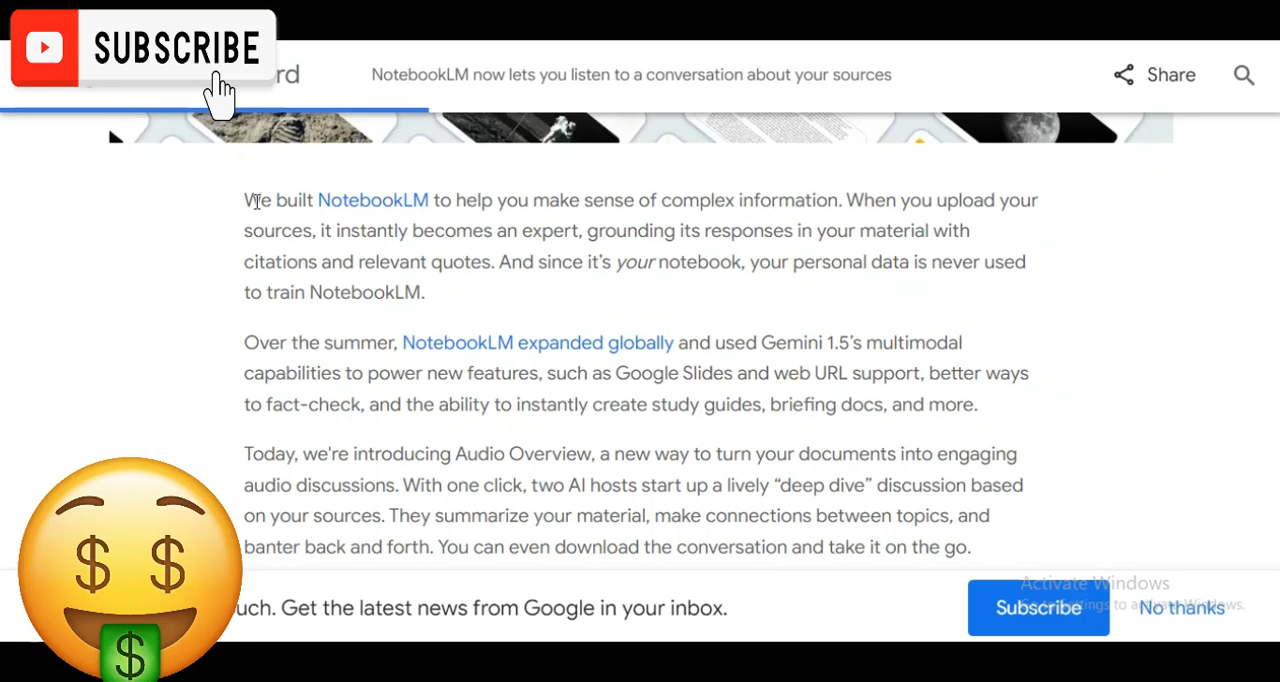 SUBSCRIBE
rd
NotebookLM now lets you listen to a conversation about your sources
Share
We built NotebookLM to help you make sense of complex information. When you upload your
sources, it instantly becomes an expert, grounding its responses in your material with
citations and relevant quotes. And since it’s your notebook, your personal data is never used
to train NotebookLM.
Over the summer, NotebookLM expanded globally and used Gemini 1.5’s multimodal
capabilities to power new features, such as Google Slides and web URL support, better ways
to fact-check, and the ability to instantly create study guides, briefing docs, and more.
Today, we're introducing Audio Overview, a new way to turn your documents into engaging
audio discussions. With one click, two AI hosts start up a lively “deep dive” discussion based
on your sources. They summarize your material, make connections between topics, and
banter back and forth. You can even download the conversation and take it on the go.
uch. Get the latest news from Google in your inbox.
Subscribe
No thanks
Activate Windows
Go to Settings to activate Windows.
$ $
$